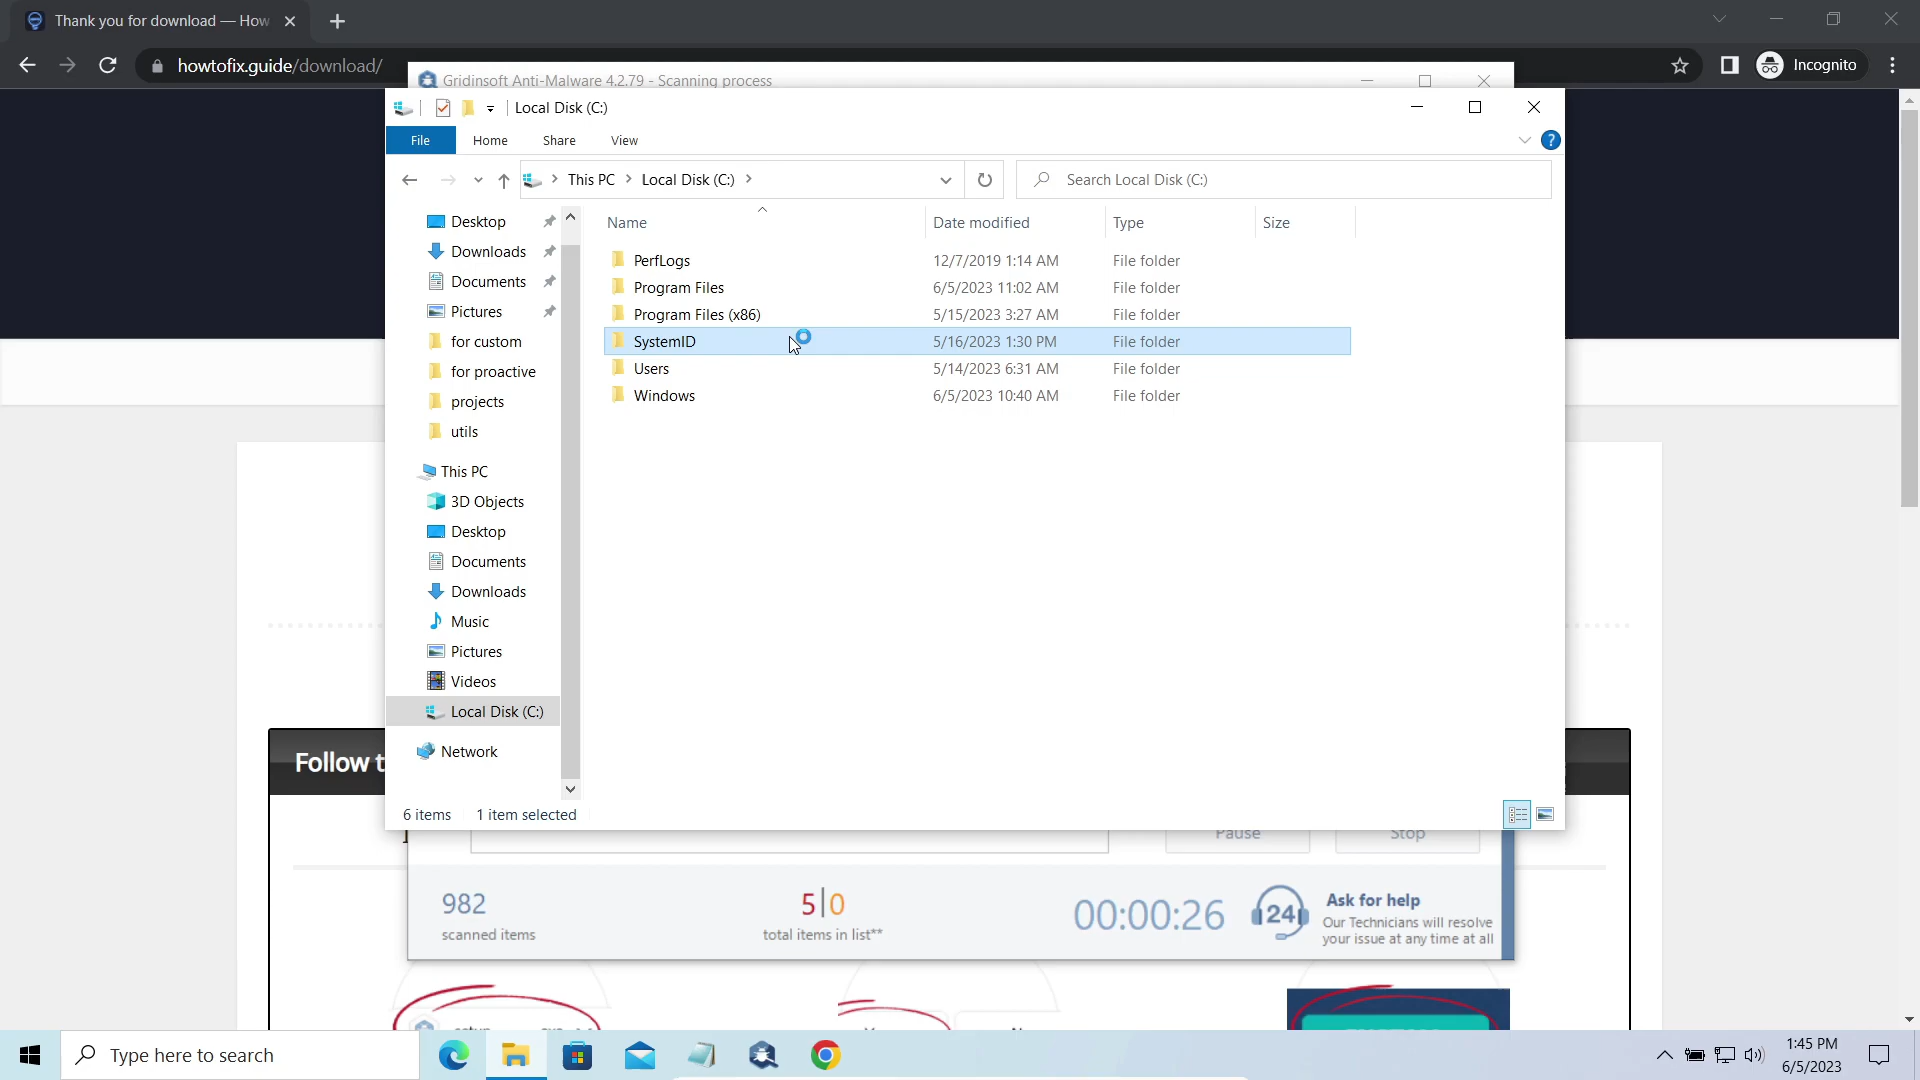 Thank you for download — How
howtofix.guide/download/
Incognito
Gridinsoft Anti-Malware 4.2.79 - Scanning process
Local Disk (C:)
File
Home
Share
View
This PC
Local Disk (C:)
Search Local Disk (C:)
Name
Date modified
Type
Size
Desktop
Downloads
Documents
Pictures
for custom
for proactive
projects
utils
This PC
3D Objects
Desktop
Documents
Downloads
Music
Pictures
Videos
Local Disk (C:)
Network
PerfLogs 12/7/2019 1:14 AM File folder
Program Files 6/5/2023 11:02 AM File folder
Program Files (x86) 5/15/2023 3:27 AM File folder
SystemID 5/16/2023 1:30 PM File folder
Users 5/14/2023 6:31 AM File folder
Windows 6/5/2023 10:40 AM File folder
6 items 1 item selected
Follow t
Pause
Stop
982
scanned items
5|0
total items in list**
00:00:26
24
Ask for help
Our Technicians will resolve
your issue at any time at all
Type here to search
1:45 PM
6/5/2023